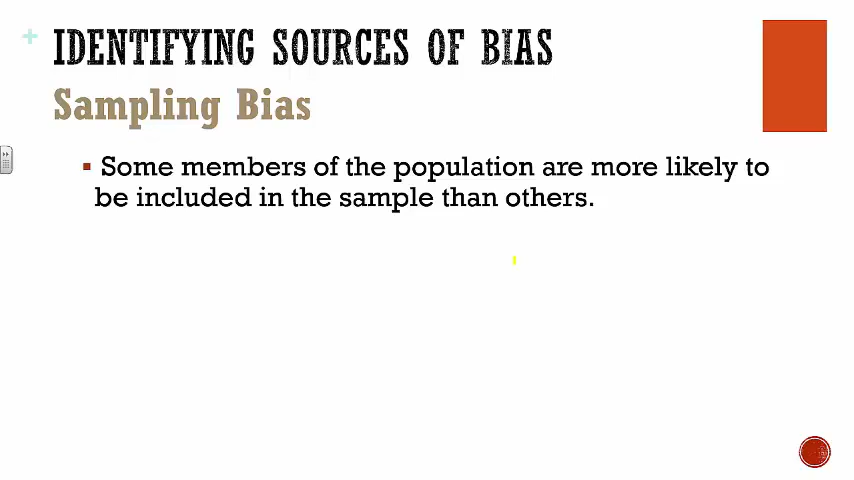 IDENTIFYING SOURCES OF BIAS
Sampling Bias
Some members of the population are more likely to
be included in the sample than others.